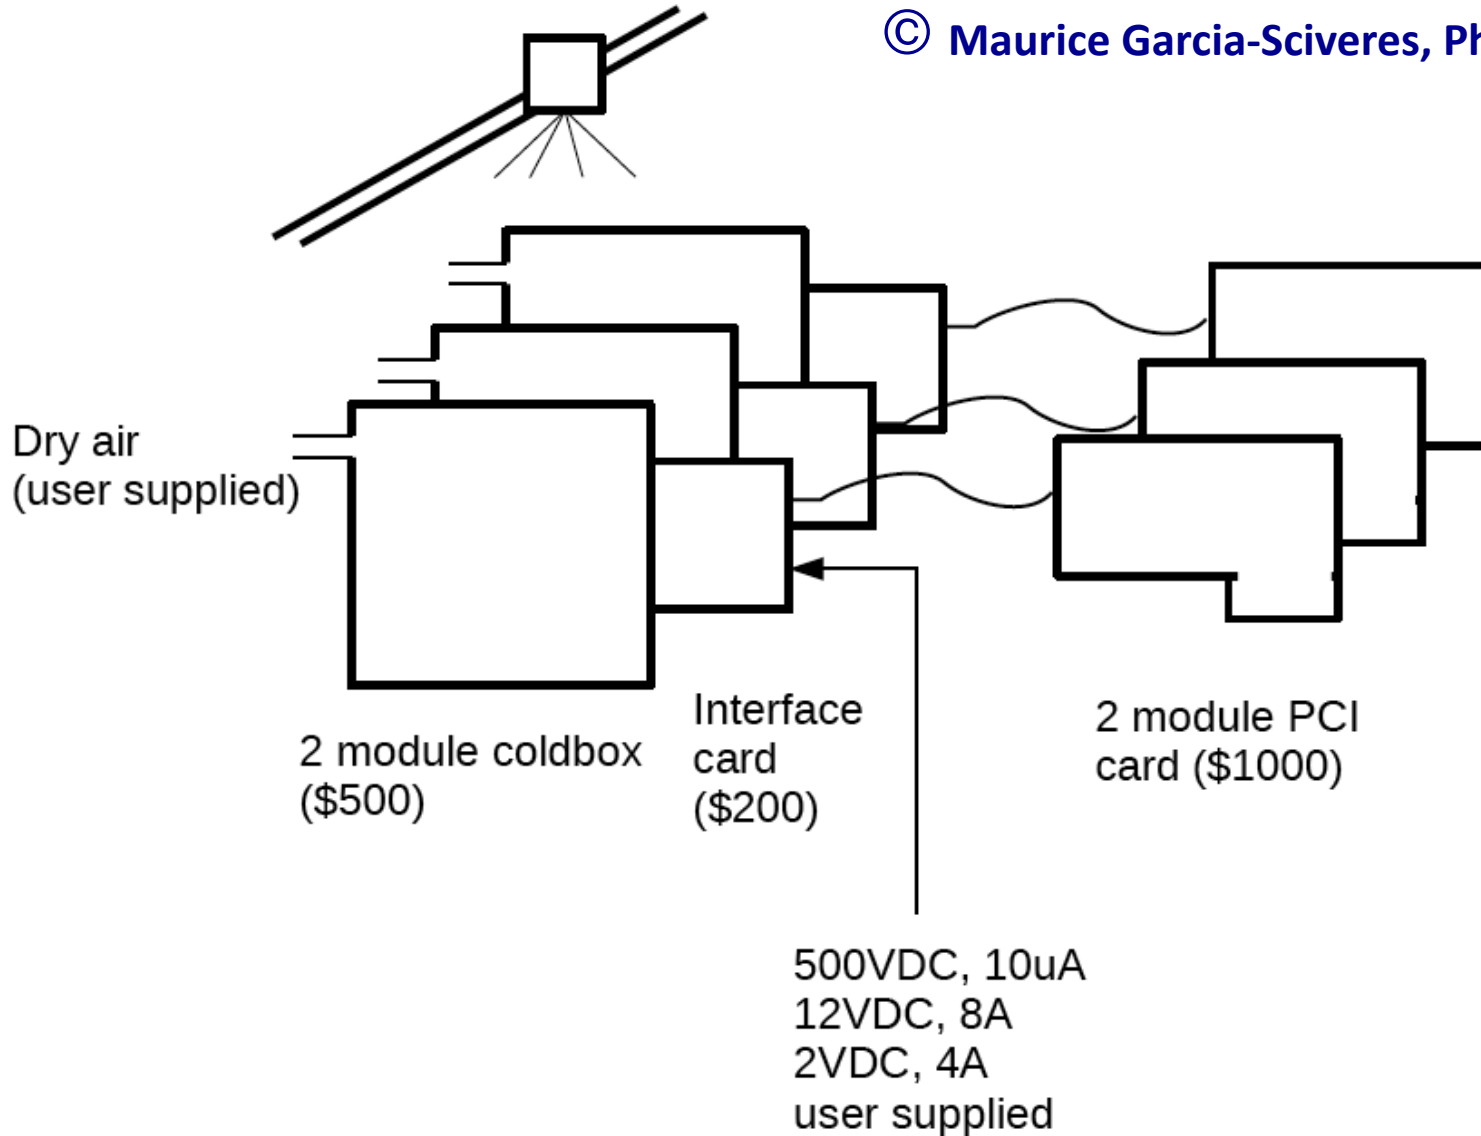 © Maurice Garcia-Sciveres,
Dry air
(user supplied)
2 module coldbox
($500)
Interface
card
($200)
2 module PCI
card ($1000)
500VDC, 10uA
12VDC, 8A
2VDC, 4A
user supplied